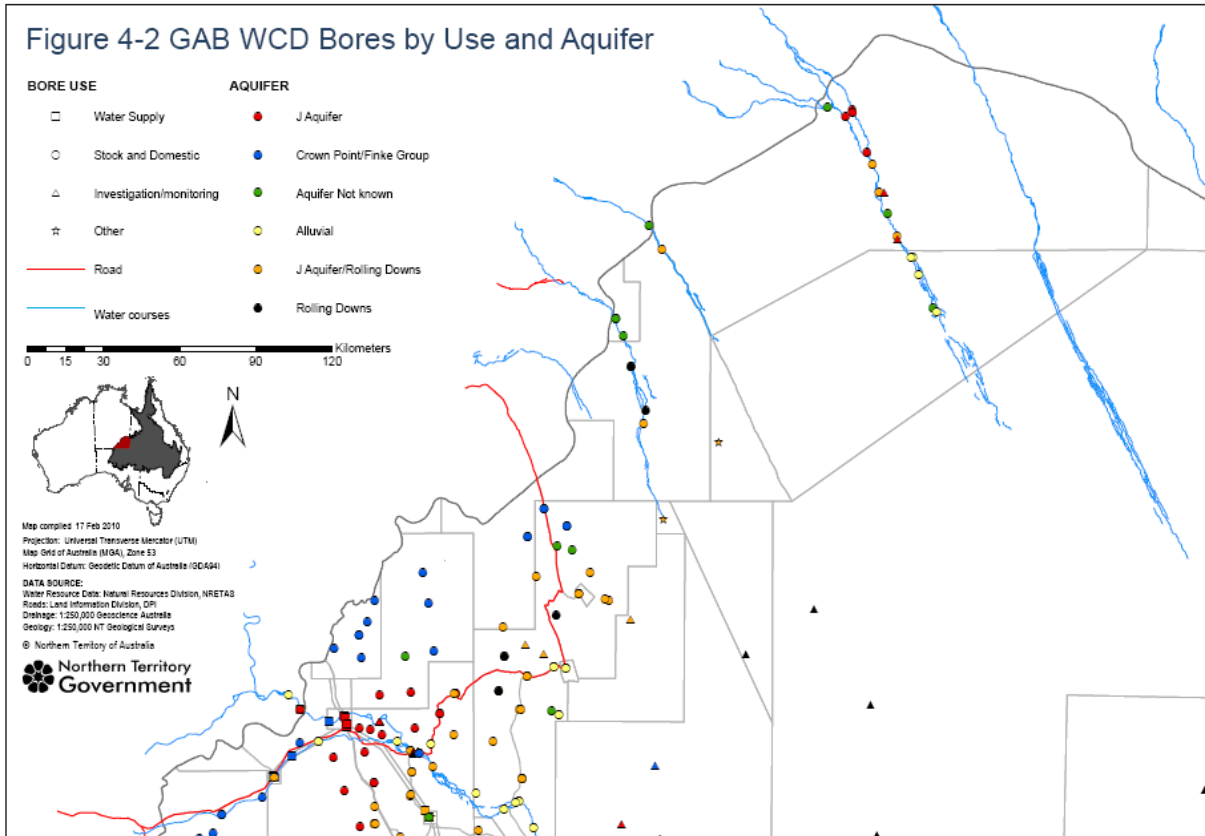 Figure 4-2 GAB WCD Bores by Use and Aquifer
BORE USE
Water Supply
Stock and Domestic
Investigation/monitoring
Other
Road
Water courses
AQUIFER
J Aquifer
Crown Point/Finke Group
Aquifer Not known
Alluvial
J Aquifer/Rolling Downs
Rolling Downs
Kilometers
0 15 30 60 90 120
N
Map compiled 17 Feb 2010
Projection: Universal Transverse Mercator (UTM)
Map Grid of Australia (MGA), Zone 53
Horizontal Datum: Geodetic Datum of Australia (GDA94)
DATA SOURCE:
Water Resource Data: Natural Resources Division, NRETAS
Roads: Land Information Division, DPI
Drainage: 1:250,000 Geoscience Australia
Geology: 1:250,000 NT Geological Surveys
© Northern Territory of Australia
Northern Territory
Government